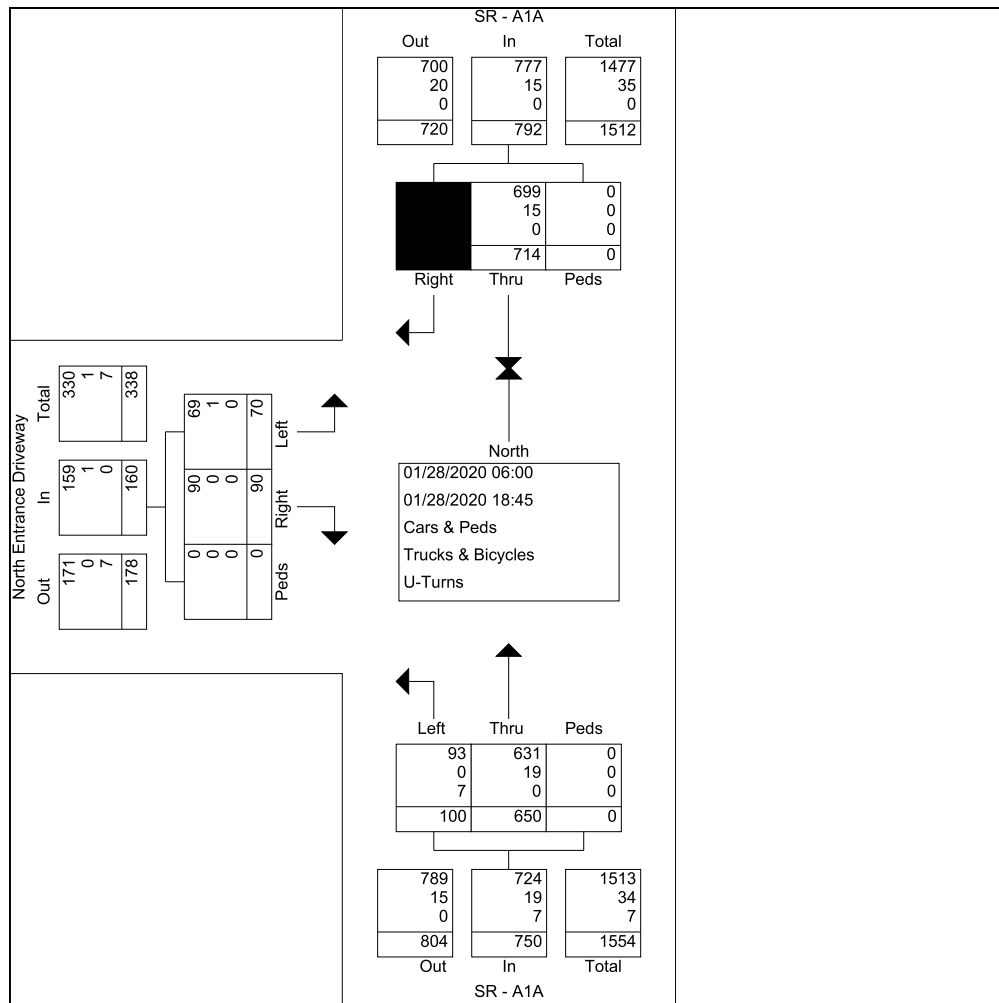 SR - A1A
Out In Total
700 777 1477
20 15 35
0 0 0
720 792 1512
699 0
15 0
0 0
714 0
Right Thru Peds
North Entrance Driveway
Total
330
1
7
338
In
159
1
0
160
Out
171
0
7
178
69
1
0
70
Left
90
0
0
90
Right
0
0
0
0
Peds
North
01/28/2020 06:00
01/28/2020 18:45
Cars & Peds
Trucks & Bicycles
U-Turns
Left Thru Peds
93 631 0
0 19 0
7 0 0
100 650 0
789 724 1513
15 19 34
0 7 7
804 750 1554
Out In Total
SR - A1A